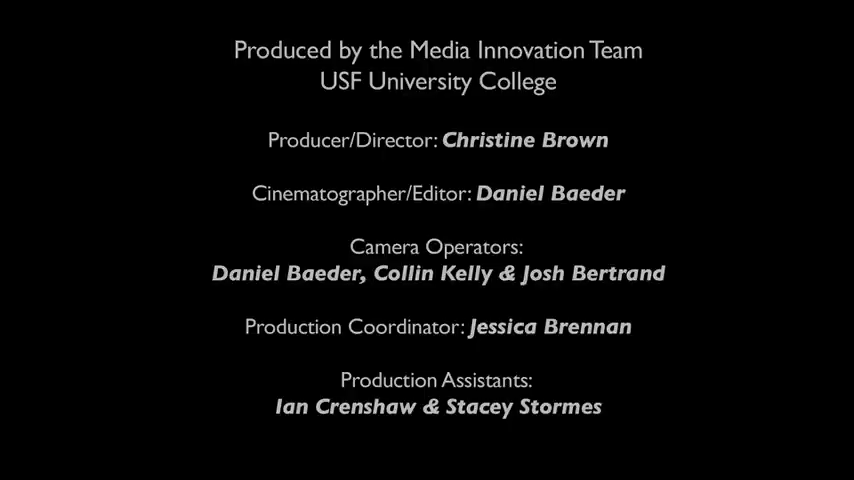 Produced by the Media Innovation Team
USF University College
Producer/Director: Christine Brown
Cinematographer/Editor: Daniel Baeder
Camera Operators:
Daniel Baeder, Collin Kelly & Josh Bertrand
Production Coordinator: Jessica Brennan
Production Assistants:
Ian Crenshaw & Stacey Stormes